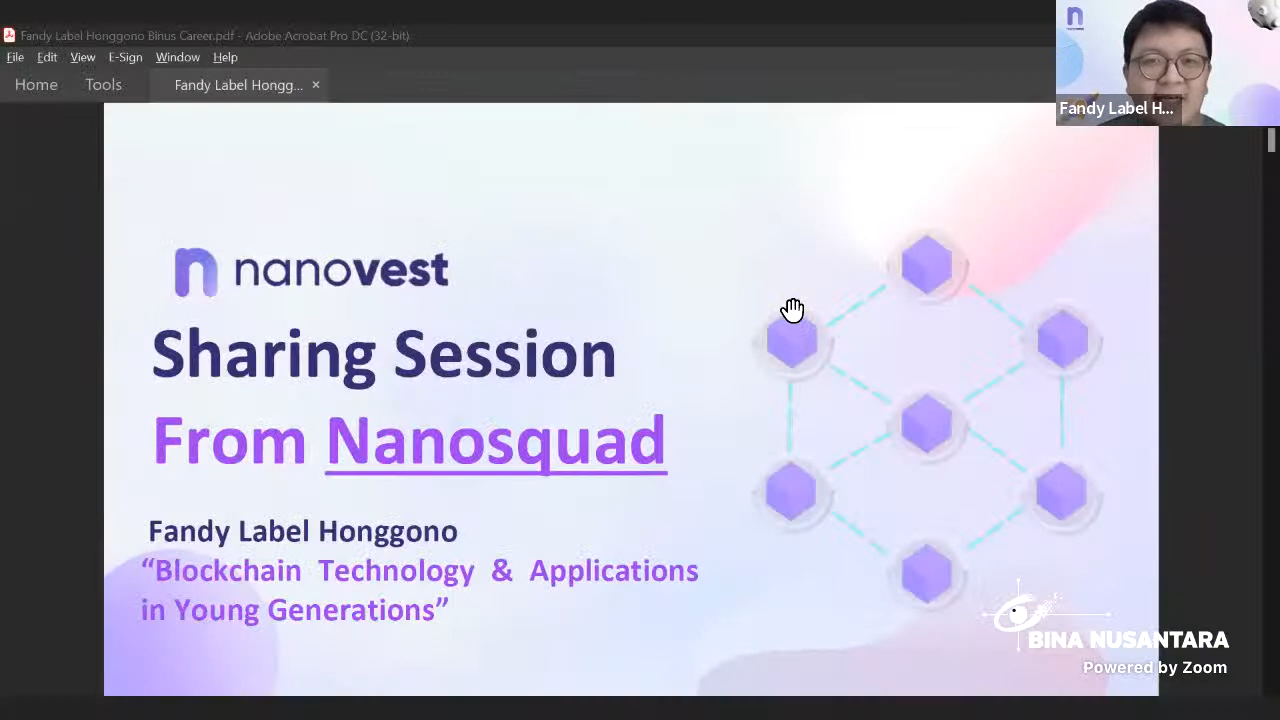 Fandy Label Honggono Binus Career.pdf - Adobe Acrobat Pro DC (32-bit)
File Edit View E-Sign Window Help
Home Tools Fandy Label Hongg... ×
n
nanovest
Fandy Label H...
n nanovest
Sharing Session
From Nanosquad
Fandy Label Honggono
“Blockchain Technology & Applications
in Young Generations”
BINA NUSANTARA
Powered by Zoom